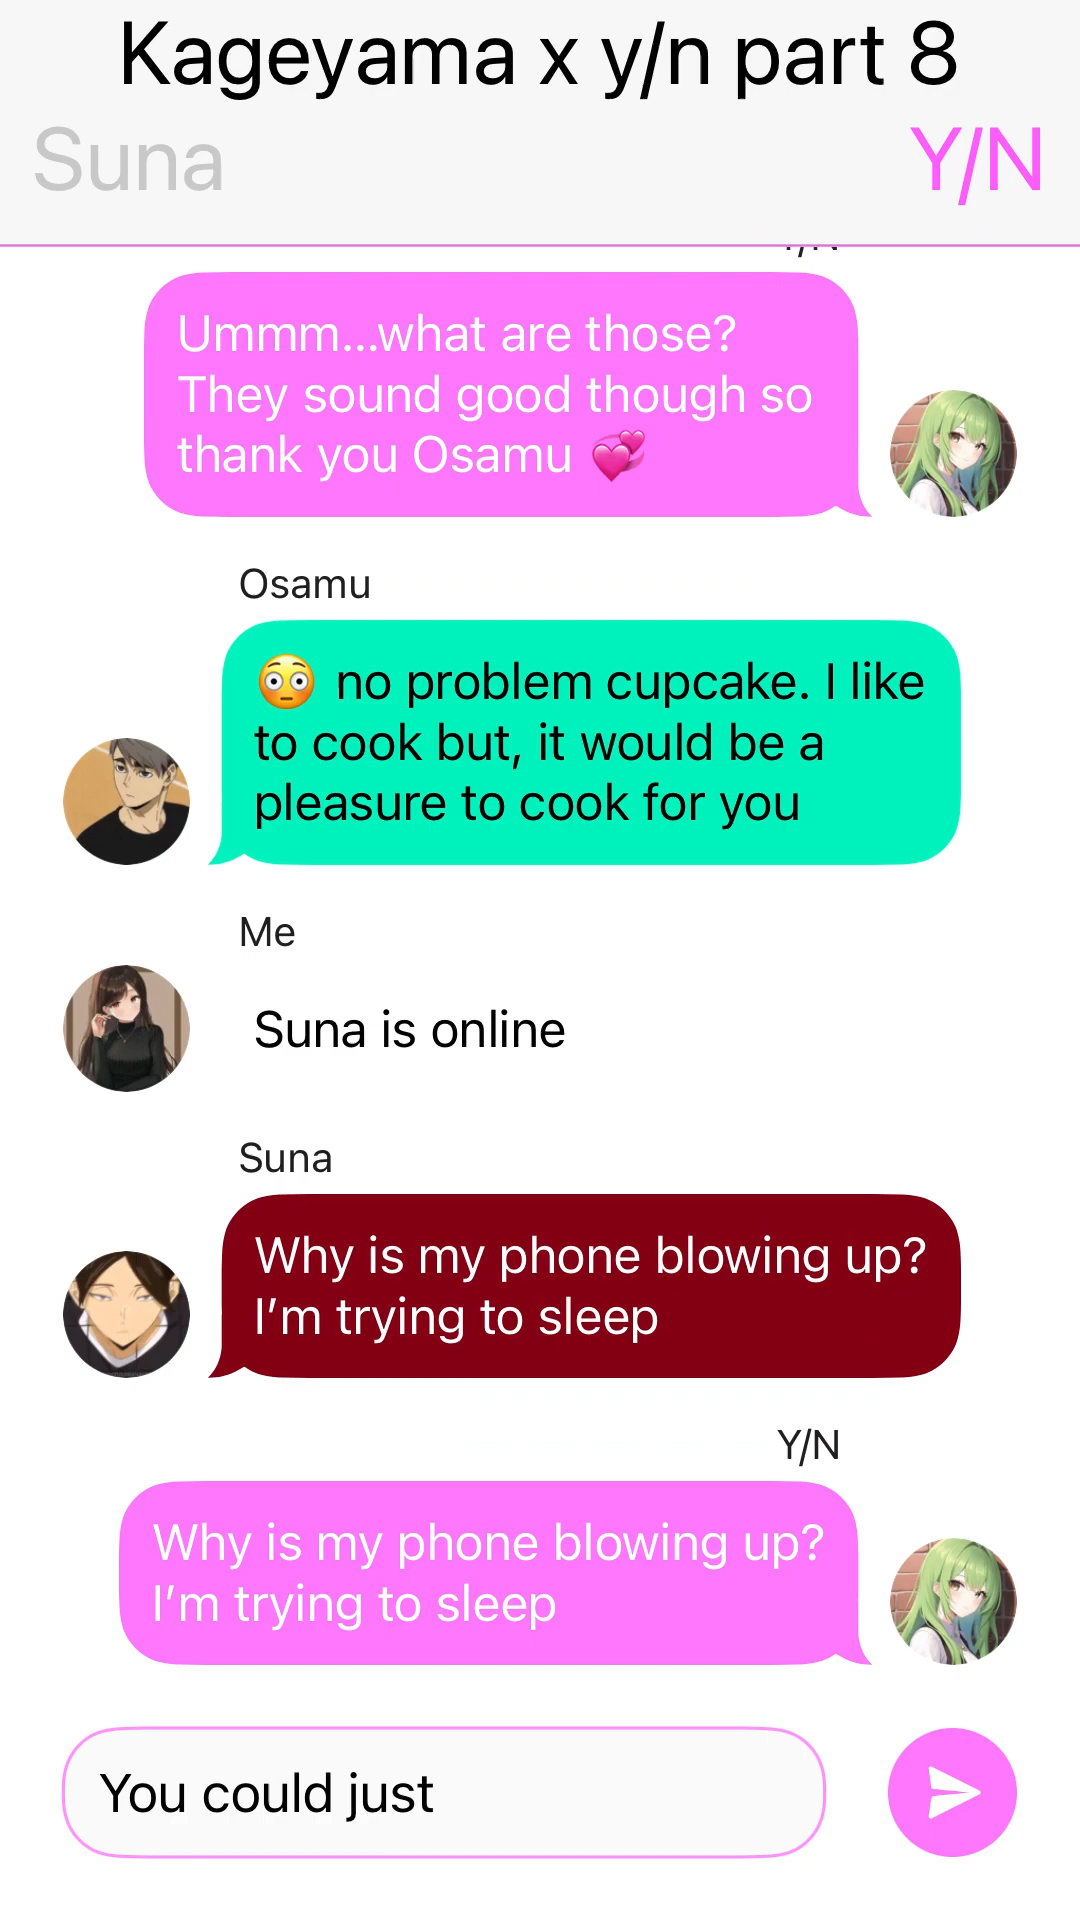 Kageyama x y/n part 8
Suna
Y/N
Ummm...what are those?
They sound good though so
thank you Osamu 💞
Osamu
😳 no problem cupcake. I like
to cook but, it would be a
pleasure to cook for you
Me
Suna is online
Suna
Why is my phone blowing up?
I’m trying to sleep
Y/N
Why is my phone blowing up?
I’m trying to sleep
You could just